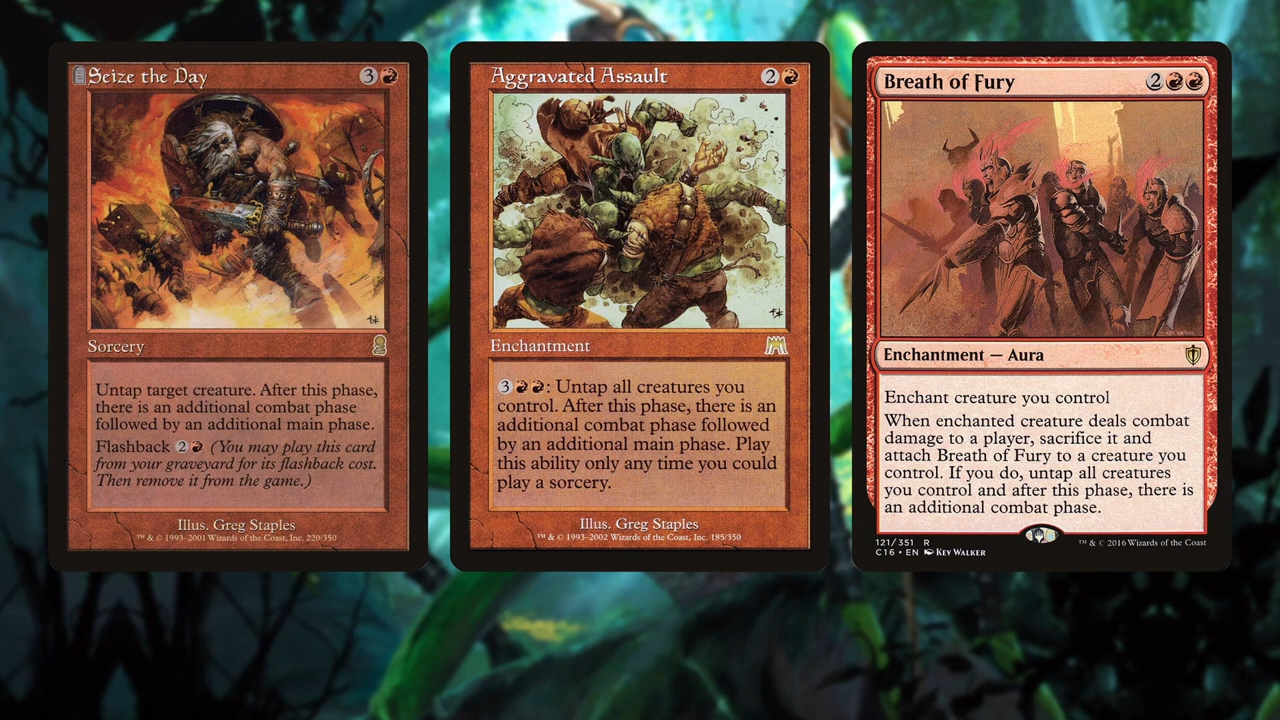 Seize the Day 3
Sorcery
Untap target creature. After this phase,
there is an additional combat phase
followed by an additional main phase.
Flashback 2 (You may play this card
from your graveyard for its flashback cost.
Then remove it from the game.)
Illus. Greg Staples
™ & © 1993-2001 Wizards of the Coast, Inc. 220/350
Aggravated Assault 2
Enchantment
3 : Untap all creatures you
control. After this phase, there is an
additional combat phase followed
by an additional main phase. Play
this ability only any time you could
play a sorcery.
Illus. Greg Staples
™ & © 1993-2002 Wizards of the Coast, Inc. 185/350
Breath of Fury 2
Enchantment — Aura
Enchant creature you control
When enchanted creature deals combat
damage to a player, sacrifice it and
attach Breath of Fury to a creature you
control. If you do, untap all creatures
you control and after this phase, there is
an additional combat phase.
121/351 R
C16 • EN Kev Walker
™ & © 2016 Wizards of the Coast